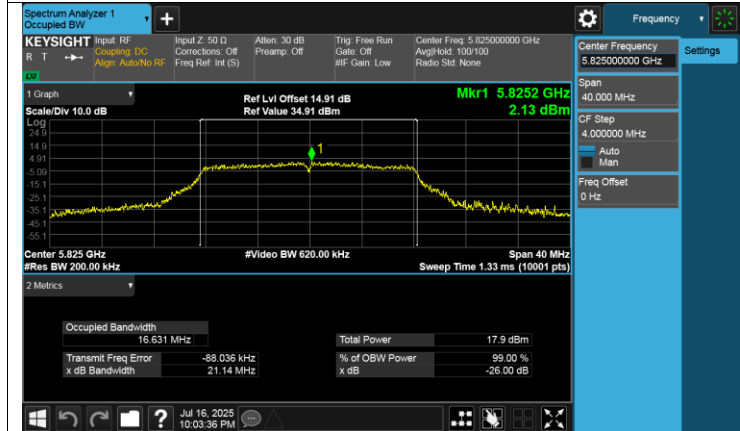 Spectrum Analyzer 1
Occupied BW
Frequency
KEYSIGHT
R T
Input: RF
Coupling: DC
Align: Auto/No RF
Input Z: 50 Ω
Corrections: Off
Freq Ref: Int (S)
Atten: 30 dB
Preamp: Off
Trig: Free Run
Gate: Off
#IF Gain: Low
Center Freq: 5.825000000 GHz
Avg|Hold: 100/100
Radio Std: None
Center Frequency
5.825000000 GHz
Settings
Span
40.000 MHz
CF Step
4.000000 MHz
Auto
Man
Freq Offset
0 Hz
1 Graph
Scale/Div 10.0 dB
Ref Lvl Offset 14.91 dB
Ref Value 34.91 dBm
Mkr1 5.8252 GHz
2.13 dBm
Log
24.9
14.9
4.91
-5.09
-15.1
-25.1
-35.1
-45.1
-55.1
1
Center 5.825 GHz
#Res BW 200.00 kHz
#Video BW 620.00 kHz
Span 40 MHz
Sweep Time 1.33 ms (10001 pts)
2 Metrics
Occupied Bandwidth
16.631 MHz
Total Power 17.9 dBm
Transmit Freq Error -88.036 kHz
% of OBW Power 99.00 %
x dB Bandwidth 21.14 MHz
x dB -26.00 dB
?
Jul 16, 2025
10:03:36 PM